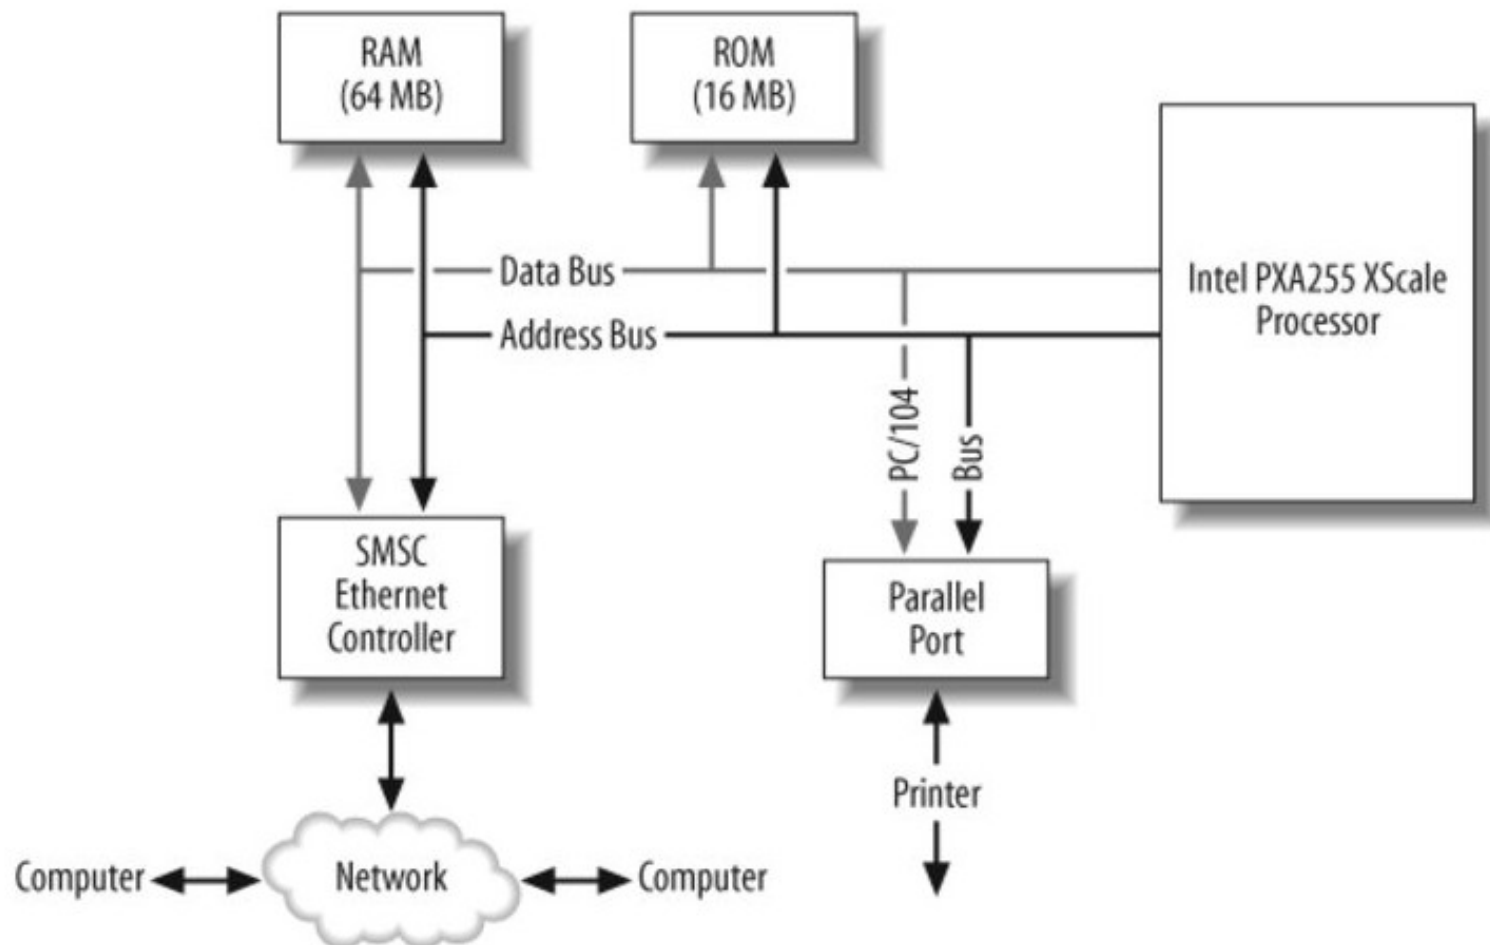 RAM
(64 MB)
ROM
(16 MB)
Intel PXA255 XScale
Processor
Data Bus
Address Bus
PC/104
Bus
SMSC
Ethernet
Controller
Parallel
Port
Printer
Computer
Network
Computer